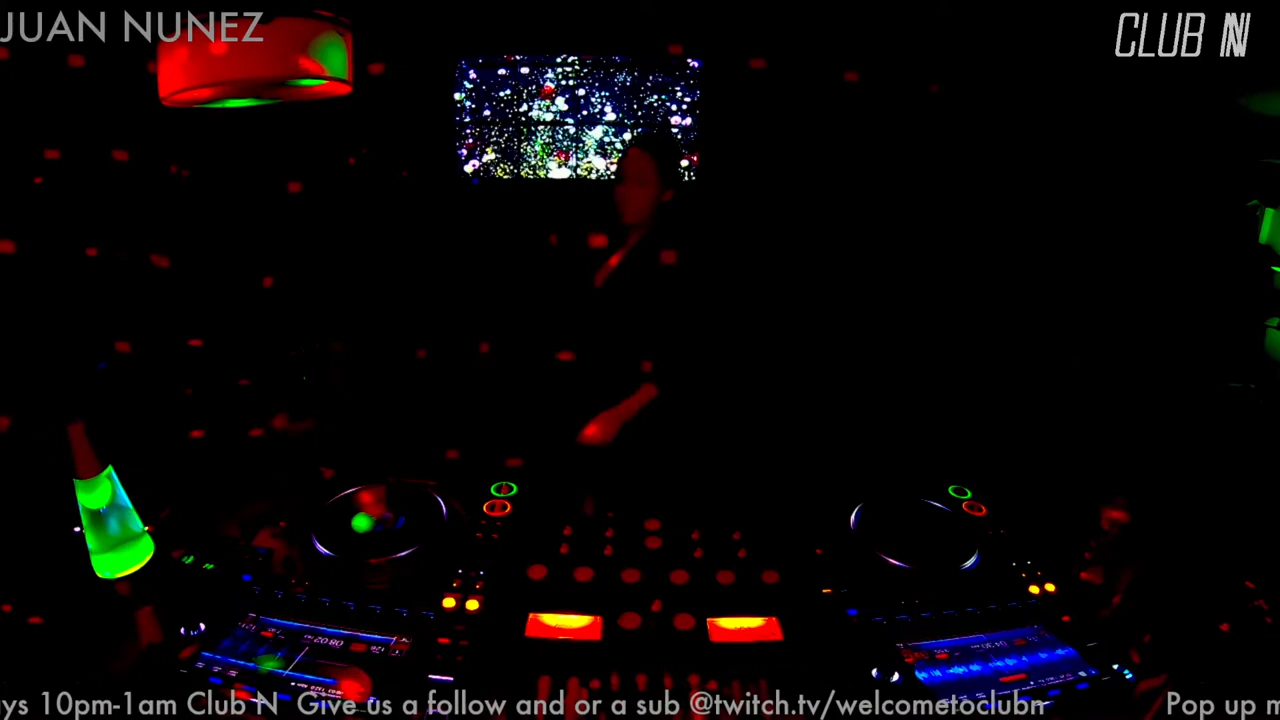 JUAN NUNEZ
CLUB N
ys 10pm-1am Club N Give us a follow and or a sub @twitch.tv/welcometoclubn Pop up